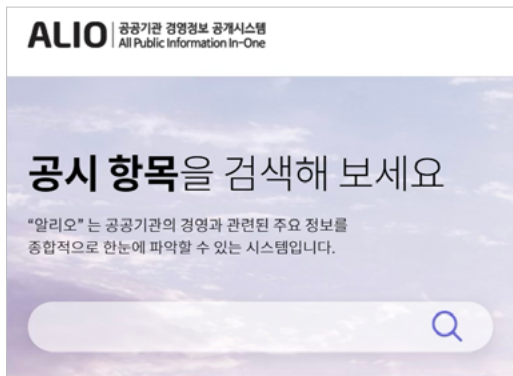 ALIO 공공기관 경영정보 공개시스템
All Public Information In-One
공시 항목을 검색해 보세요
“알리오” 는 공공기관의 경영과 관련된 주요 정보를
종합적으로 한눈에 파악할 수 있는 시스템입니다.